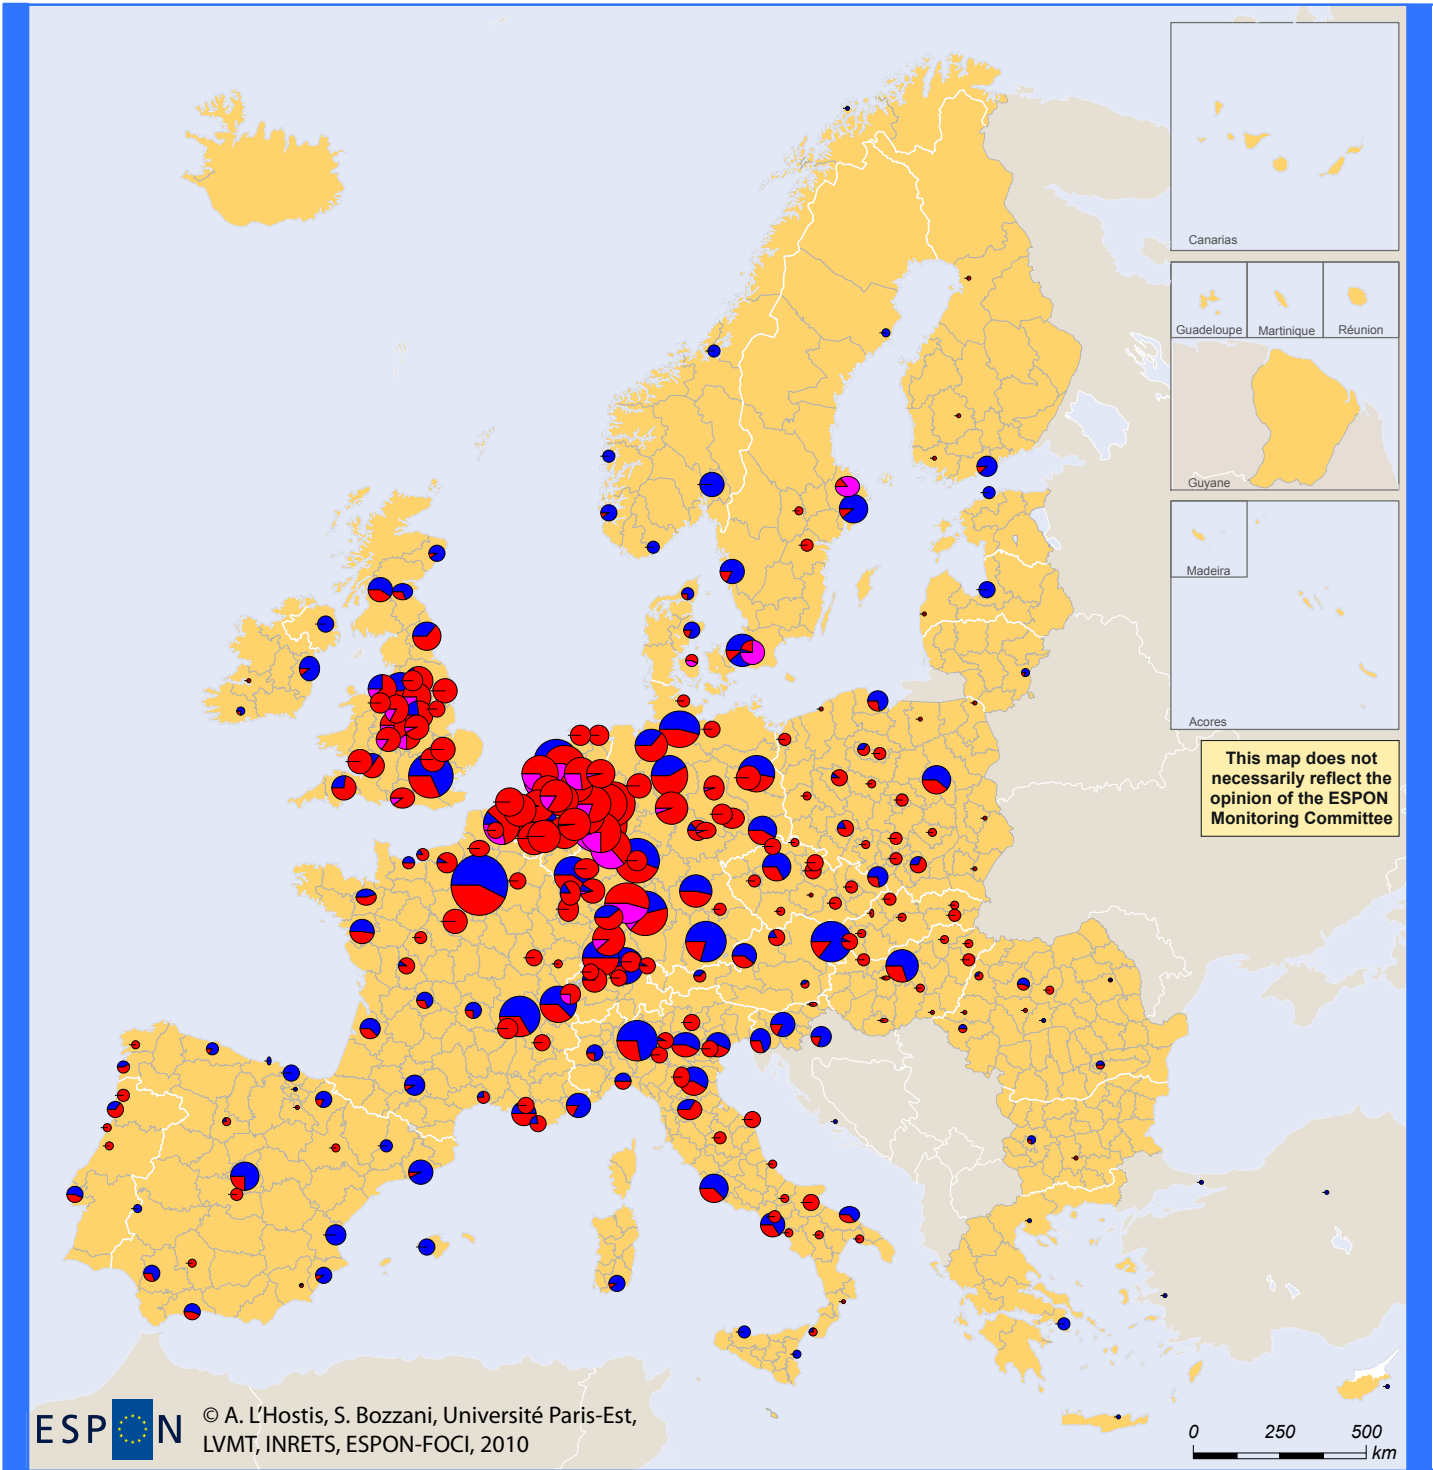 Canarias
Guadeloupe
Martinique
Réunion
Guyane
Madeira
Acores
This map does not
necessarily reflect the
opinion of the ESPON
Monitoring Committee
ESPON
© A. L'Hostis, S. Bozzani, Université Paris-Est,
LVMT, INRETS, ESPON-FOCI, 2010
0 250 500
km